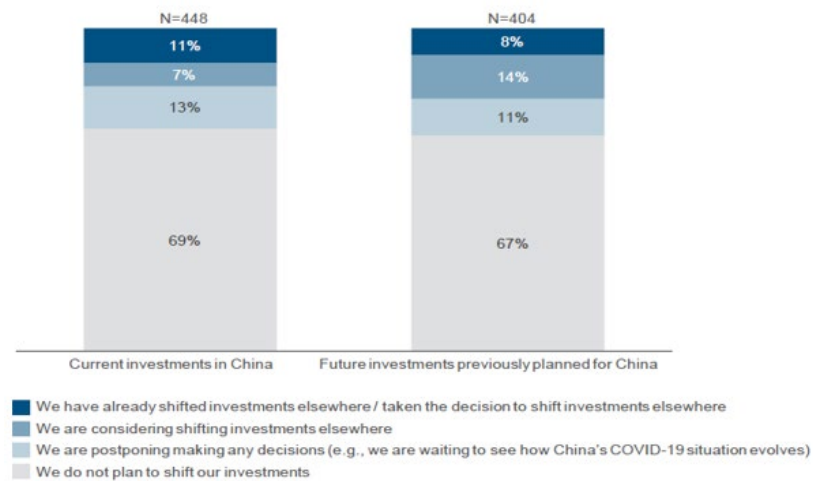 N=448 N=404
11% 8%
7% 14%
13% 11%
69% 67%
Current investments in China Future investments previously planned for China
We have already shifted investments elsewhere / taken the decision to shift investments elsewhere
We are considering shifting investments elsewhere
We are postponing making any decisions (e.g., we are waiting to see how China's COVID-19 situation evolves)
We do not plan to shift our investments